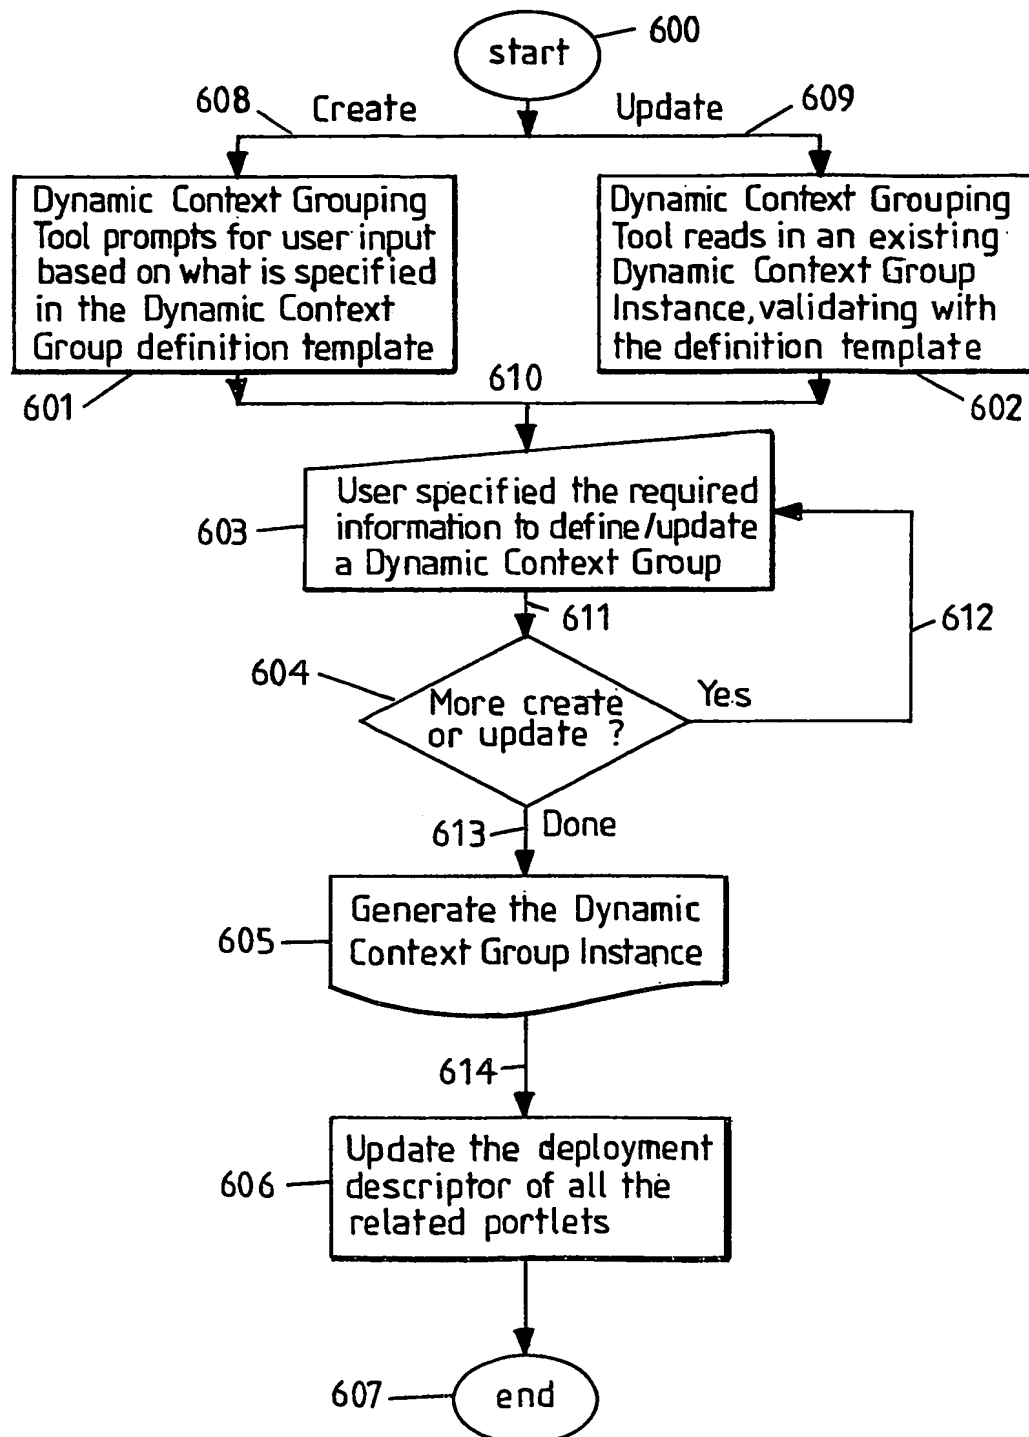 start
600
608
Create
Update
609
Dynamic Context Grouping
Tool prompts for user input
based on what is specified
in the Dynamic Context
Group definition template
Dynamic Context Grouping
Tool reads in an existing
Dynamic Context Group
Instance, validating with
the definition template
601
610
602
User specified the required
information to define/update
a Dynamic Context Group
603
611
612
604
More create
or update ?
Yes
613
Done
Generate the Dynamic
Context Group Instance
605
614
Update the deployment
descriptor of all the
related portlets
606
607
end